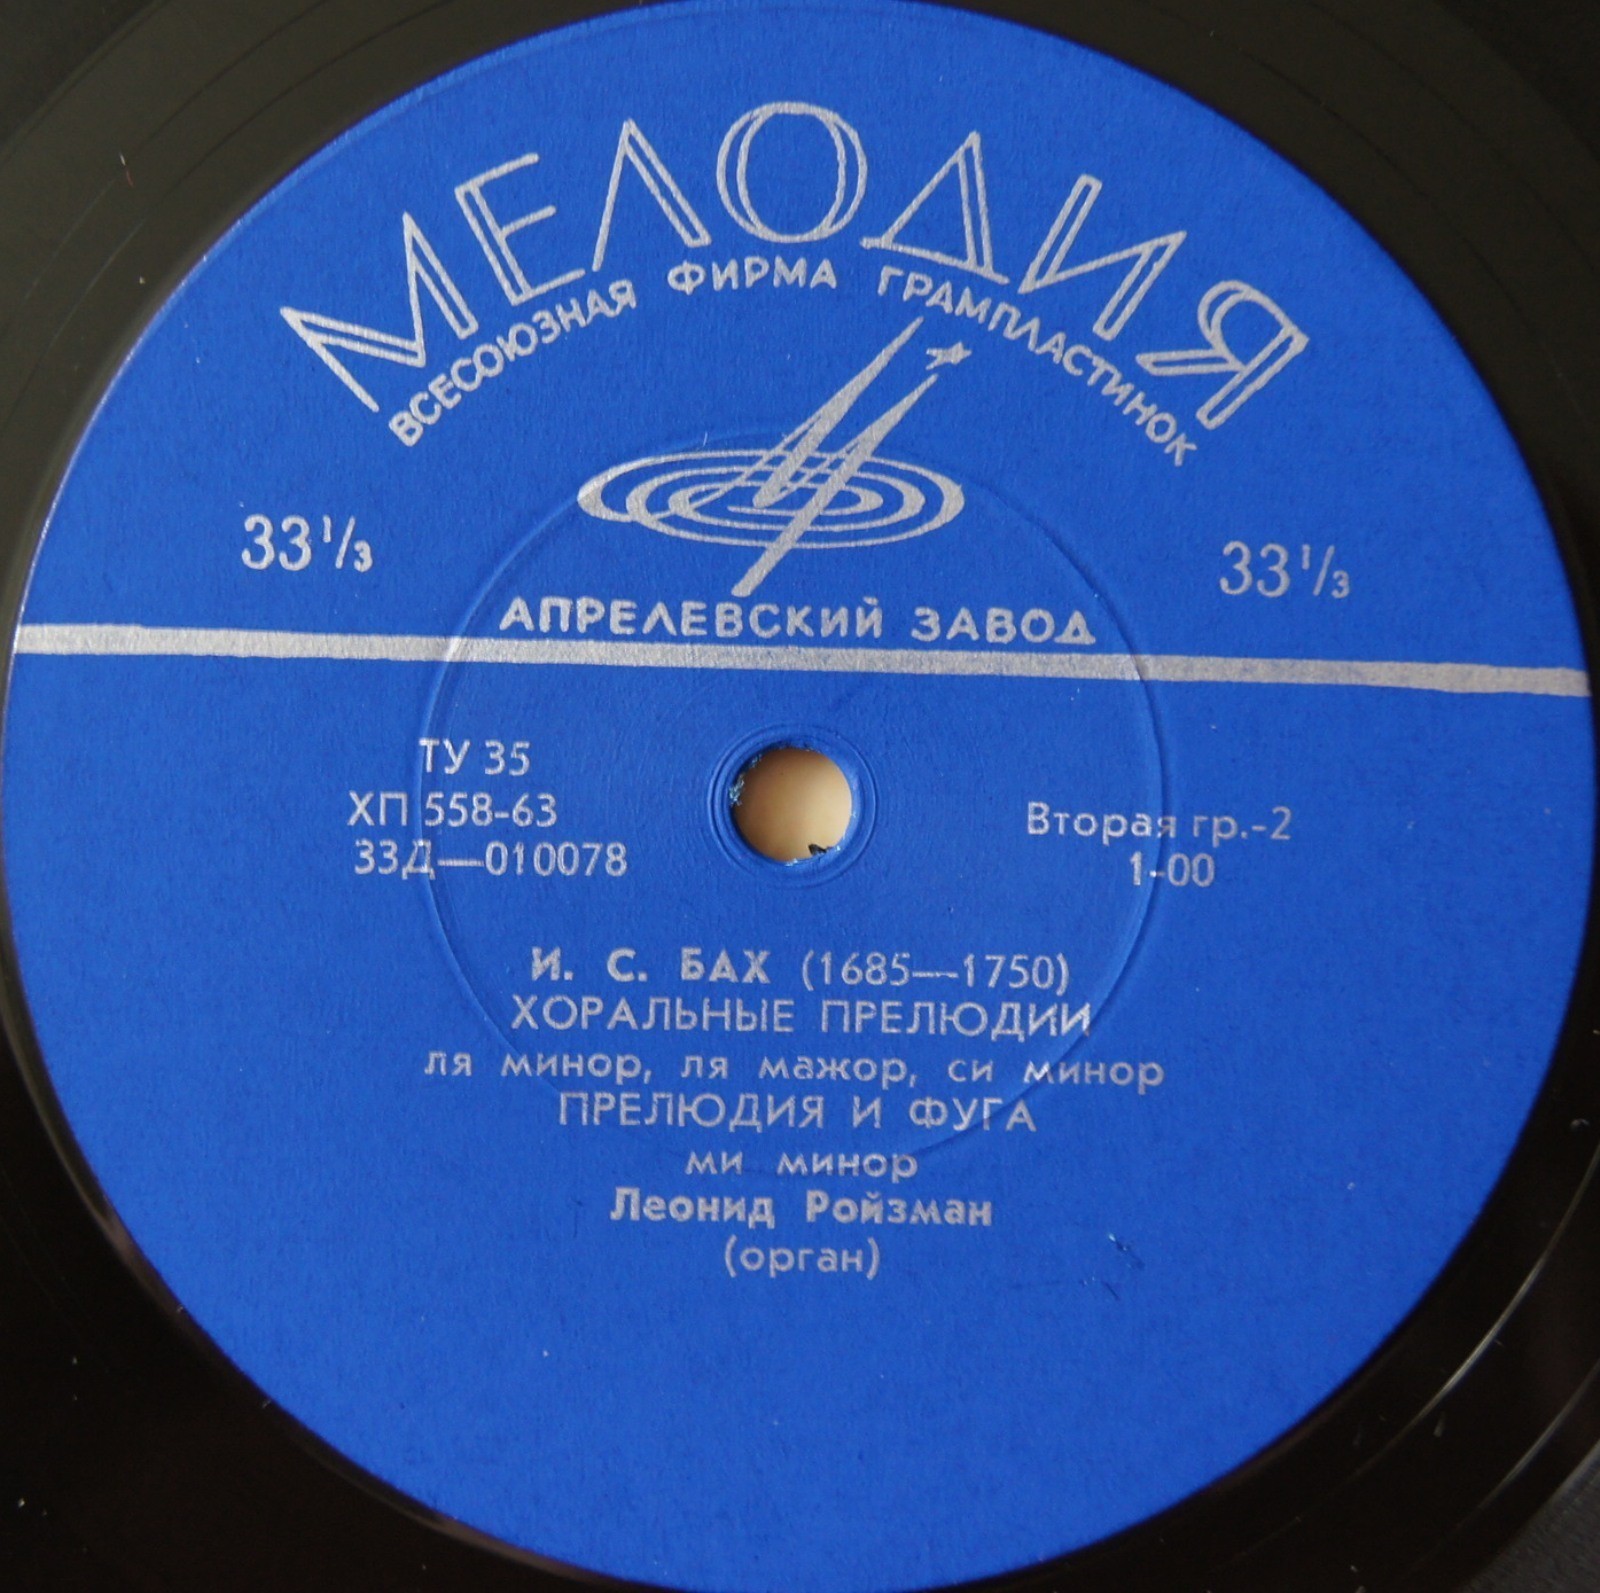 МЕЛОДИЯ
ВСЕСОЮЗНАЯ ФИРМА ГРАМПЛАСТИНОК
33⅓ 33⅓
АПРЕЛЕВСКИЙ ЗАВОД
ТУ 35
ХП 558-63
33Д—010078
Вторая гр.-2
1-00
И. С. БАХ (1685—1750)
ХОРАЛЬНЫЕ ПРЕЛЮДИИ
ля минор, ля мажор, си минор
ПРЕЛЮДИЯ И ФУГА
ми минор
Леонид Ройзман
(орган)